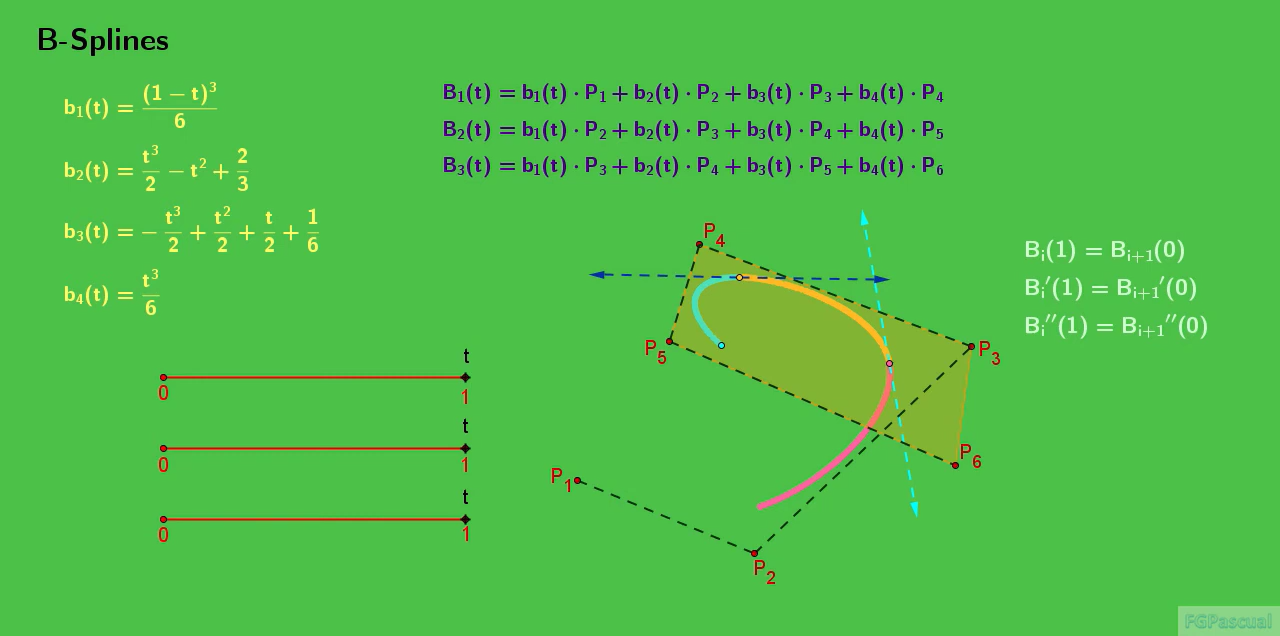 B-Splines
b₁(t) = (1 − t)³/6
b₂(t) = t³/2 − t² + 2/3
b₃(t) = − t³/2 + t²/2 + t/2 + 1/6
b₄(t) = t³/6
B₁(t) = b₁(t) · P₁ + b₂(t) · P₂ + b₃(t) · P₃ + b₄(t) · P₄
B₂(t) = b₁(t) · P₂ + b₂(t) · P₃ + b₃(t) · P₄ + b₄(t) · P₅
B₃(t) = b₁(t) · P₃ + b₂(t) · P₄ + b₃(t) · P₅ + b₄(t) · P₆
Bᵢ(1) = Bᵢ₊₁(0)
Bᵢ′(1) = Bᵢ₊₁′(0)
Bᵢ′′(1) = Bᵢ₊₁′′(0)
t
0 1
t
0 1
t
0 1
P₄
P₅
P₃
P₆
P₁
P₂
FGPascual